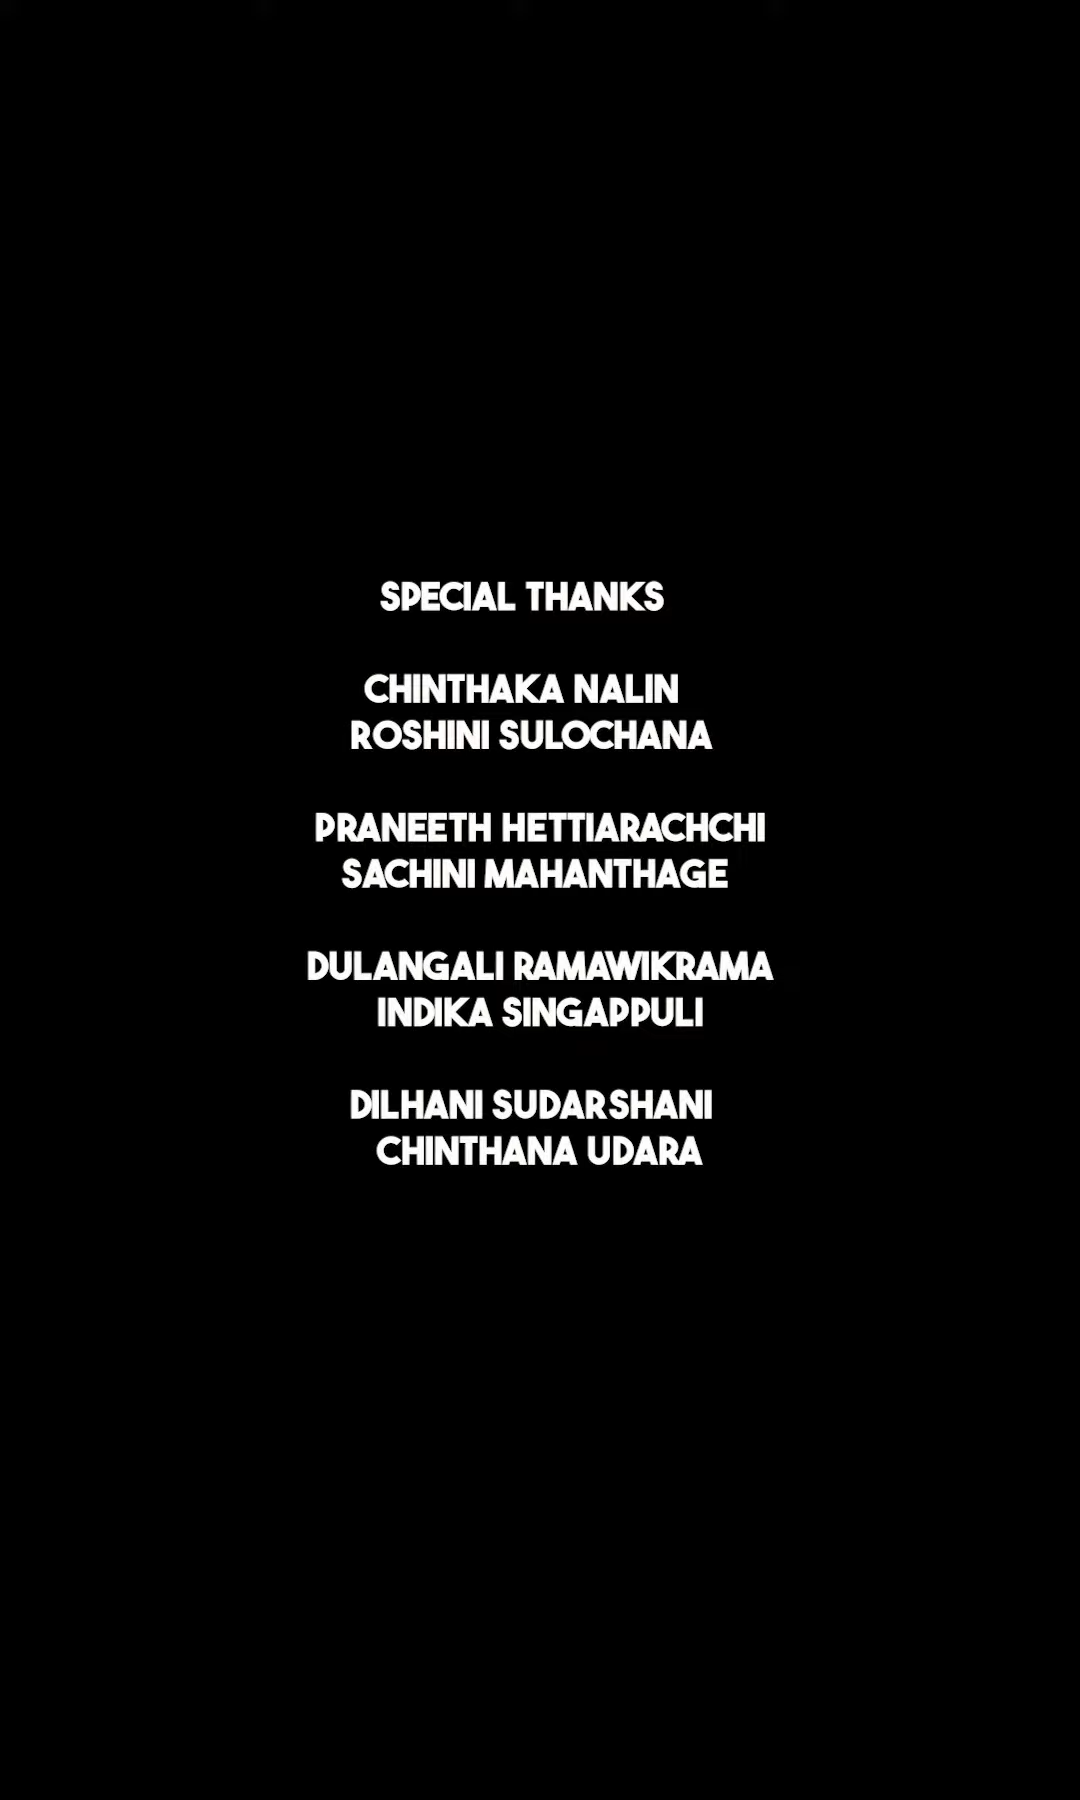 SPECIAL THANKS
CHINTHAKA NALIN
ROSHINI SULOCHANA
PRANEETH HETTIARACHCHI
SACHINI MAHANTHAGE
DULANGALI RAMAWIKRAMA
INDIKA SINGAPPULI
DILHANI SUDARSHANI
CHINTHANA UDARA